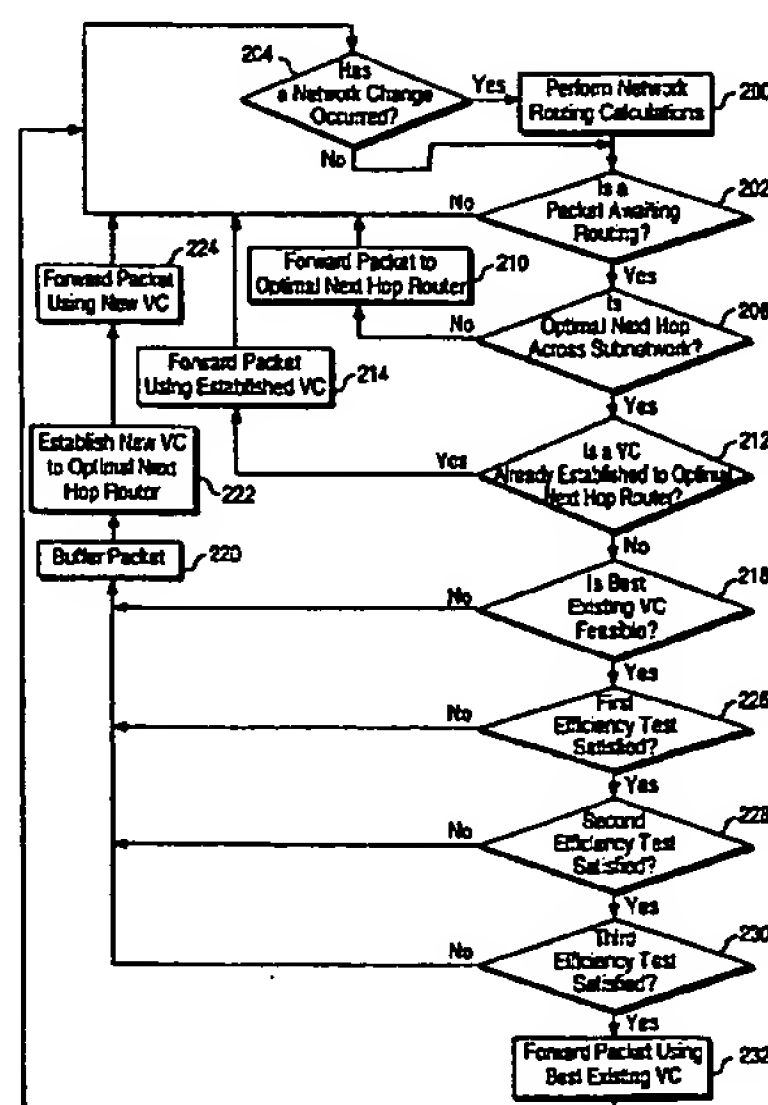 204
Has
a Network Change
Occurred?
Yes
No
Perform Network
Routing Calculations
200
Is a
Packet Awaiting
Routing?
202
No
Yes
Forward Packet
Using New VC
224
Forward Packet to
Optimal Next Hop Router
210
Is
Optimal Next Hop
Across Subnetwork?
No
Yes
Forward Packet
Using Established VC
214
Establish New VC
to Optimal Next
Hop Router
222
Is a VC
Already Established to Optimal
Next Hop Router?
212
Yes
No
Buffer Packet
220
Is Best
Existing VC
Feasible?
218
No
Yes
First
Efficiency Test
Satisfied?
226
No
Yes
Second
Efficiency Test
Satisfied?
228
No
Yes
Third
Efficiency Test
Satisfied?
230
No
Yes
Forward Packet Using
Best Existing VC
232